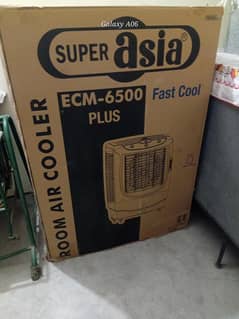 Galaxy A06
SUPER asia®
ECM-6500
PLUS
Fast Cool
ROOM AIR COOLER